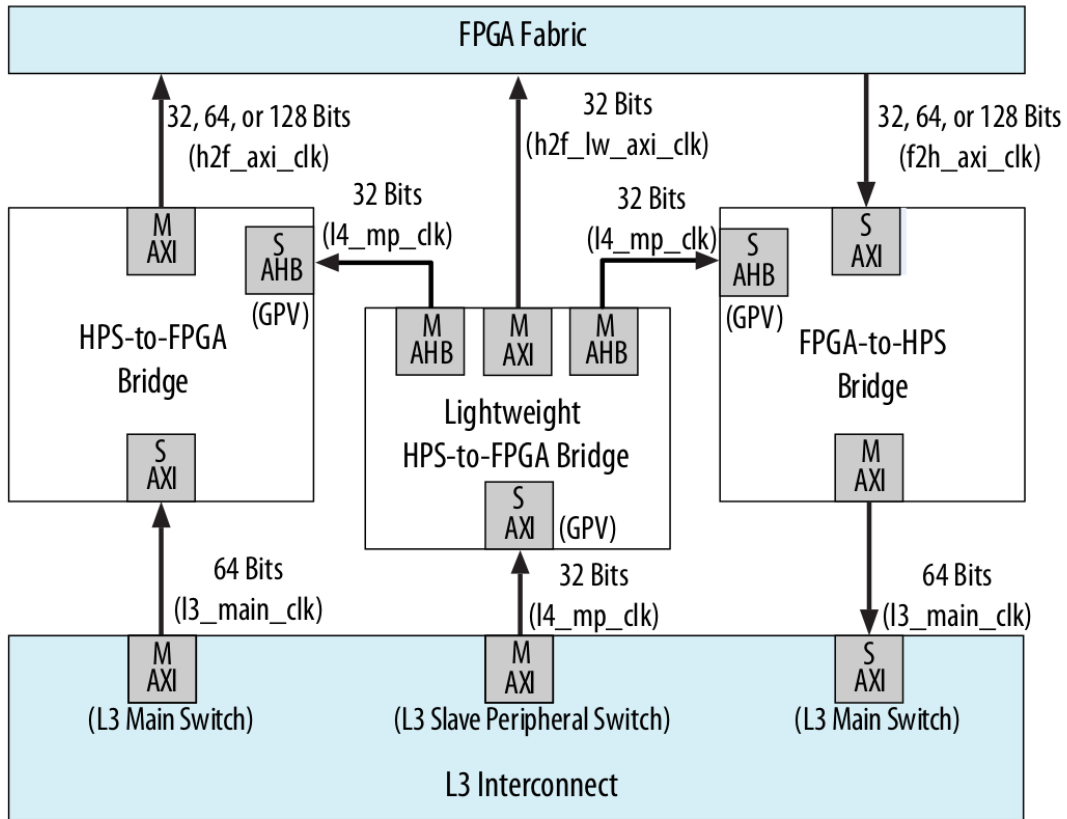 FPGA Fabric
32, 64, or 128 Bits
(h2f_axi_clk)
32 Bits
(h2f_lw_axi_clk)
32, 64, or 128 Bits
(f2h_axi_clk)
32 Bits
(l4_mp_clk)
32 Bits
(l4_mp_clk)
M
AXI
S
AHB
(GPV)
HPS-to-FPGA
Bridge
S
AXI
M
AHB
M
AXI
M
AHB
Lightweight
HPS-to-FPGA Bridge
S
AXI
(GPV)
S
AHB
(GPV)
S
AXI
FPGA-to-HPS
Bridge
M
AXI
64 Bits
(l3_main_clk)
32 Bits
(l4_mp_clk)
64 Bits
(l3_main_clk)
M
AXI
(L3 Main Switch)
M
AXI
(L3 Slave Peripheral Switch)
S
AXI
(L3 Main Switch)
L3 Interconnect